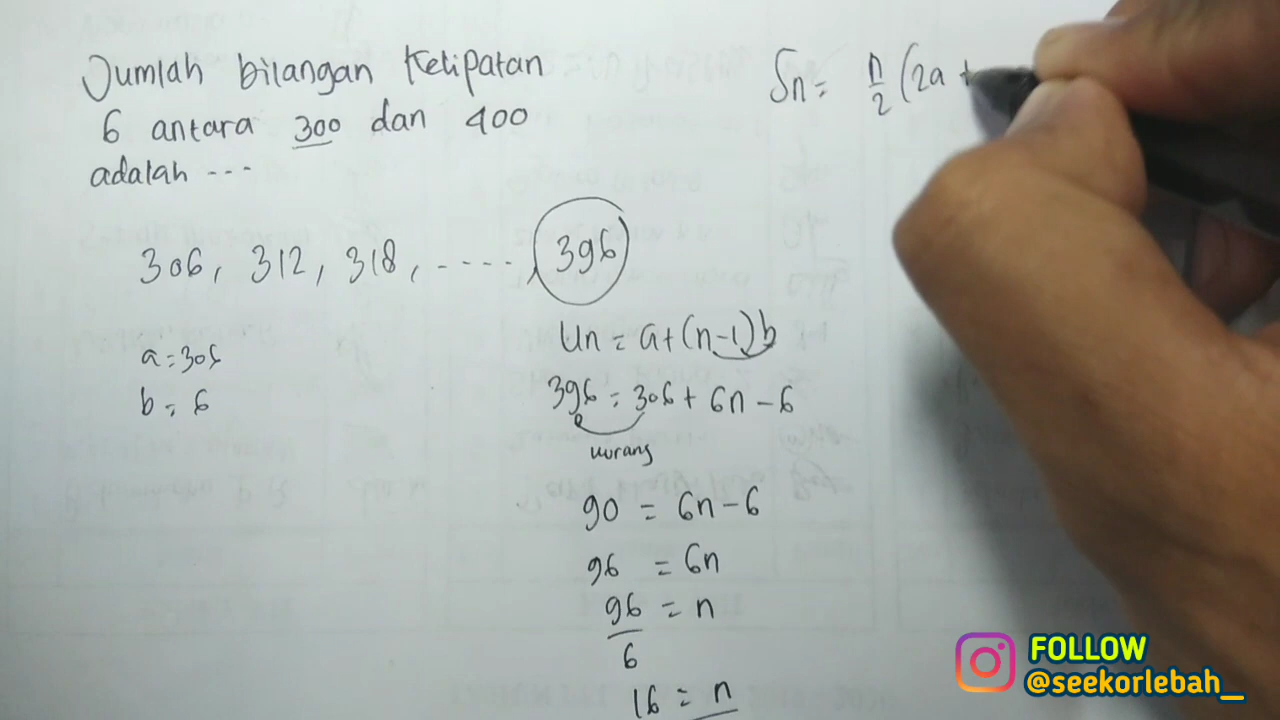 Jumlah bilangan Kelipatan
6 antara 300 dan 400
adalah ---
306, 312, 318, ....., 396
a = 306
b = 6
Un = a+(n-1)b
396 = 306 + 6n - 6
kurang
90 = 6n - 6
96 = 6n
96/6 = n
16 = n
Sn = n/2 (2a +
FOLLOW
@seekorlebah_